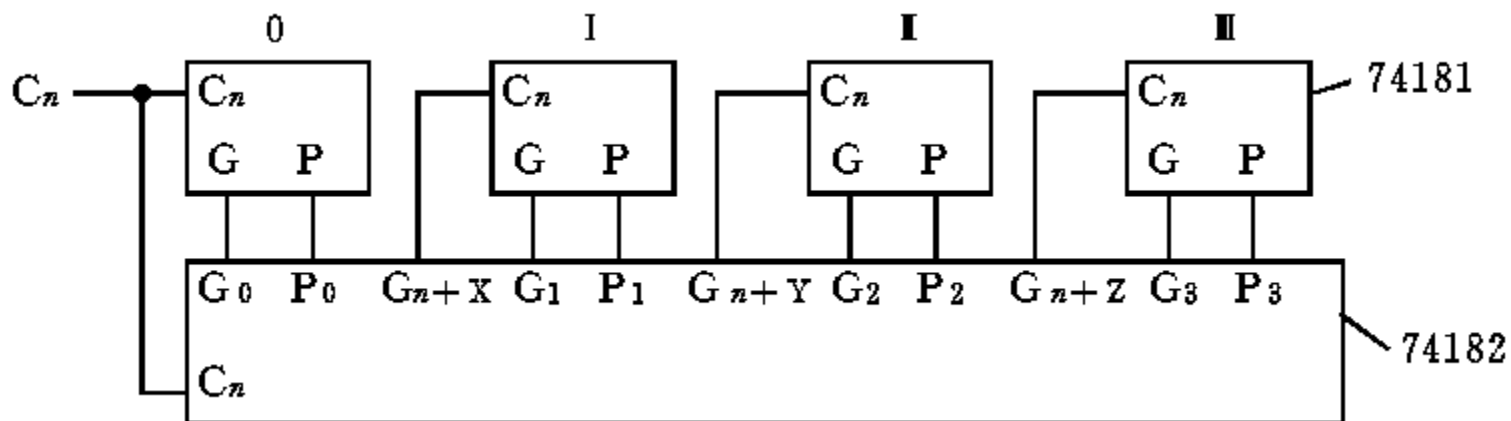 0 I II III
Cn Cn Cn Cn Cn 74181
G P G P G P G P
G0 P0 Gn+X G1 P1 Gn+Y G2 P2 Gn+Z G3 P3
74182
Cn